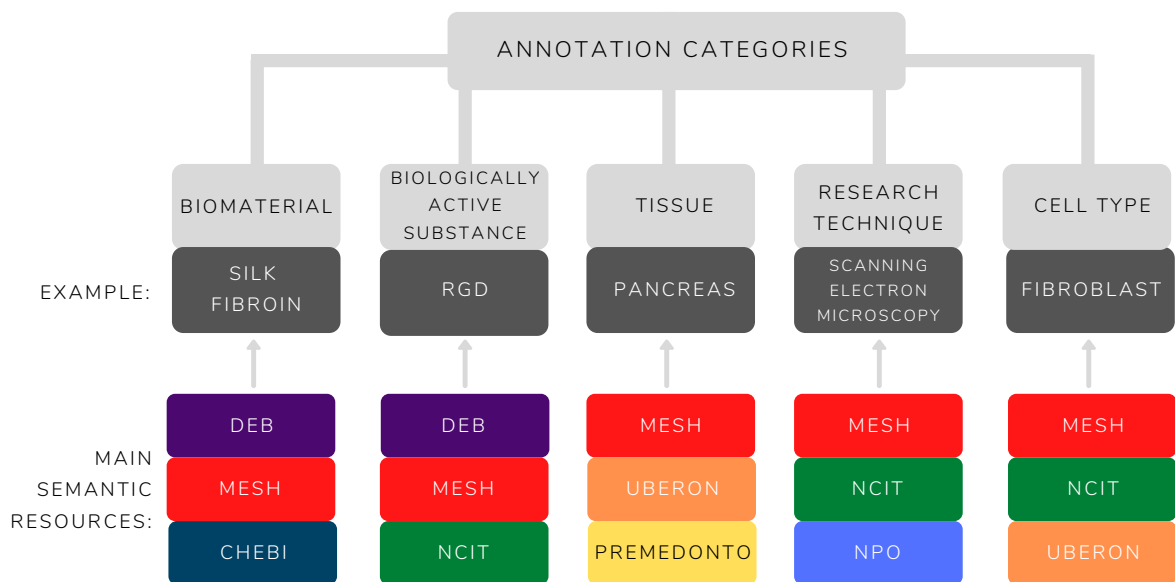 ANNOTATION CATEGORIES
BIOMATERIAL
BIOLOGICALLY
ACTIVE
SUBSTANCE
TISSUE
RESEARCH
TECHNIQUE
CELL TYPE
EXAMPLE:
SILK
FIBROIN
RGD
PANCREAS
SCANNING
ELECTRON
MICROSCOPY
FIBROBLAST
MAIN
SEMANTIC
RESOURCES:
DEB
MESH
CHEBI
DEB
MESH
NCIT
MESH
UBERON
PREMEDONTO
MESH
NCIT
NPO
MESH
NCIT
UBERON